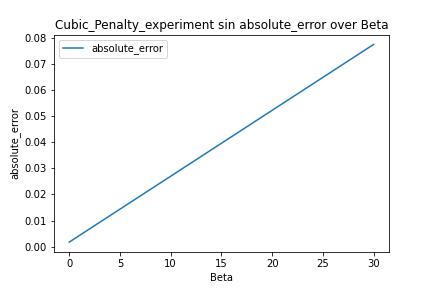 Cubic_Penalty_experiment sin absolute_error over Beta
absolute_error
0.08
0.07
0.06
0.05
0.04
0.03
0.02
0.01
0.00
absolute_error
0 5 10 15 20 25 30
Beta